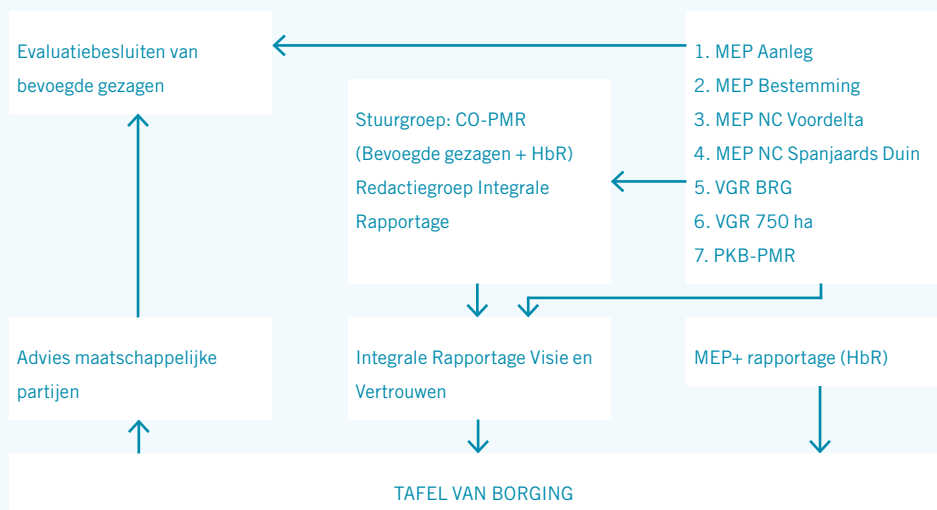 Evaluatiebesluiten van
bevoegde gezagen
Stuurgroep: CO-PMR
(Bevoegde gezagen + HbR)
Redactiegroep Integrale
Rapportage
1. MEP Aanleg
2. MEP Bestemming
3. MEP NC Voordelta
4. MEP NC Spanjaards Duin
5. VGR BRG
6. VGR 750 ha
7. PKB-PMR
Advies maatschappelijke
partijen
Integrale Rapportage Visie en
Vertrouwen
MEP+ rapportage (HbR)
TAFEL VAN BORGING